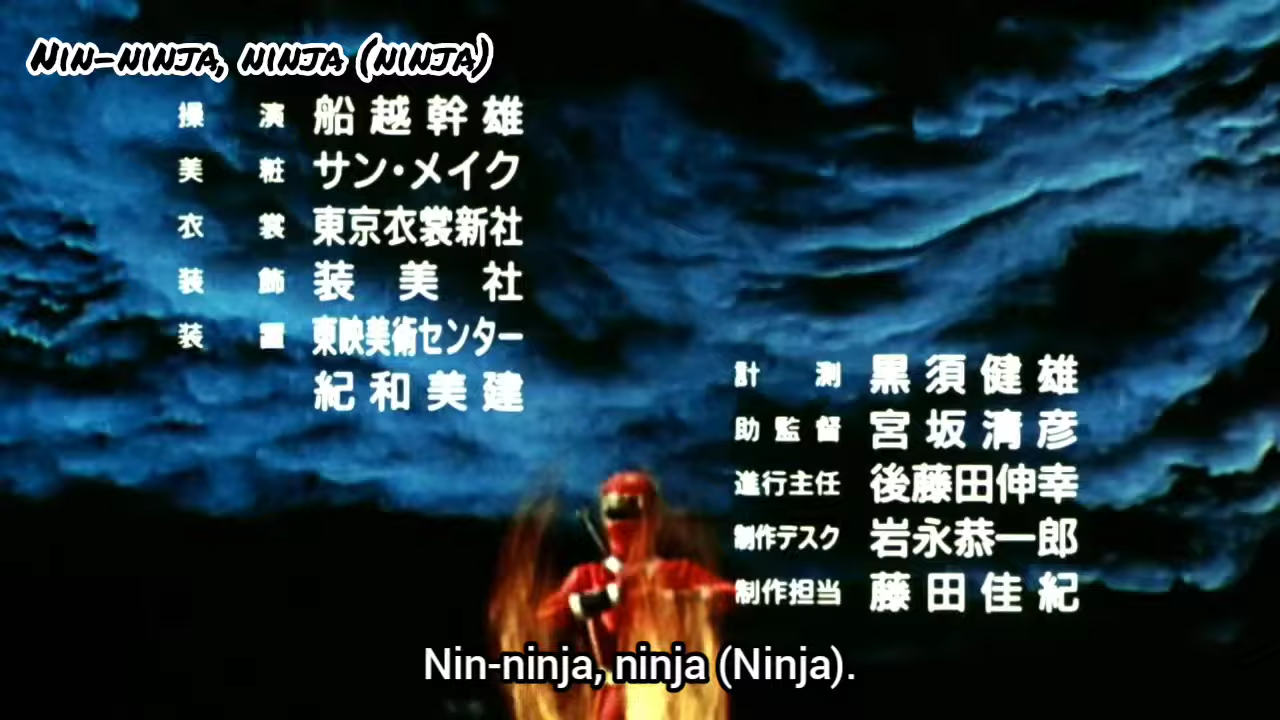 Nin-ninja, ninja (ninja)
操演 船越幹雄
美粧 サン・メイク
衣裳 東京衣裳新社
装飾 装美社
装置 東映美術センター
紀和美建
計測 黒須健雄
助監督 宮坂清彦
進行主任 後藤田伸幸
制作デスク 岩永恭一郎
制作担当 藤田佳紀
Nin-ninja, ninja (Ninja).